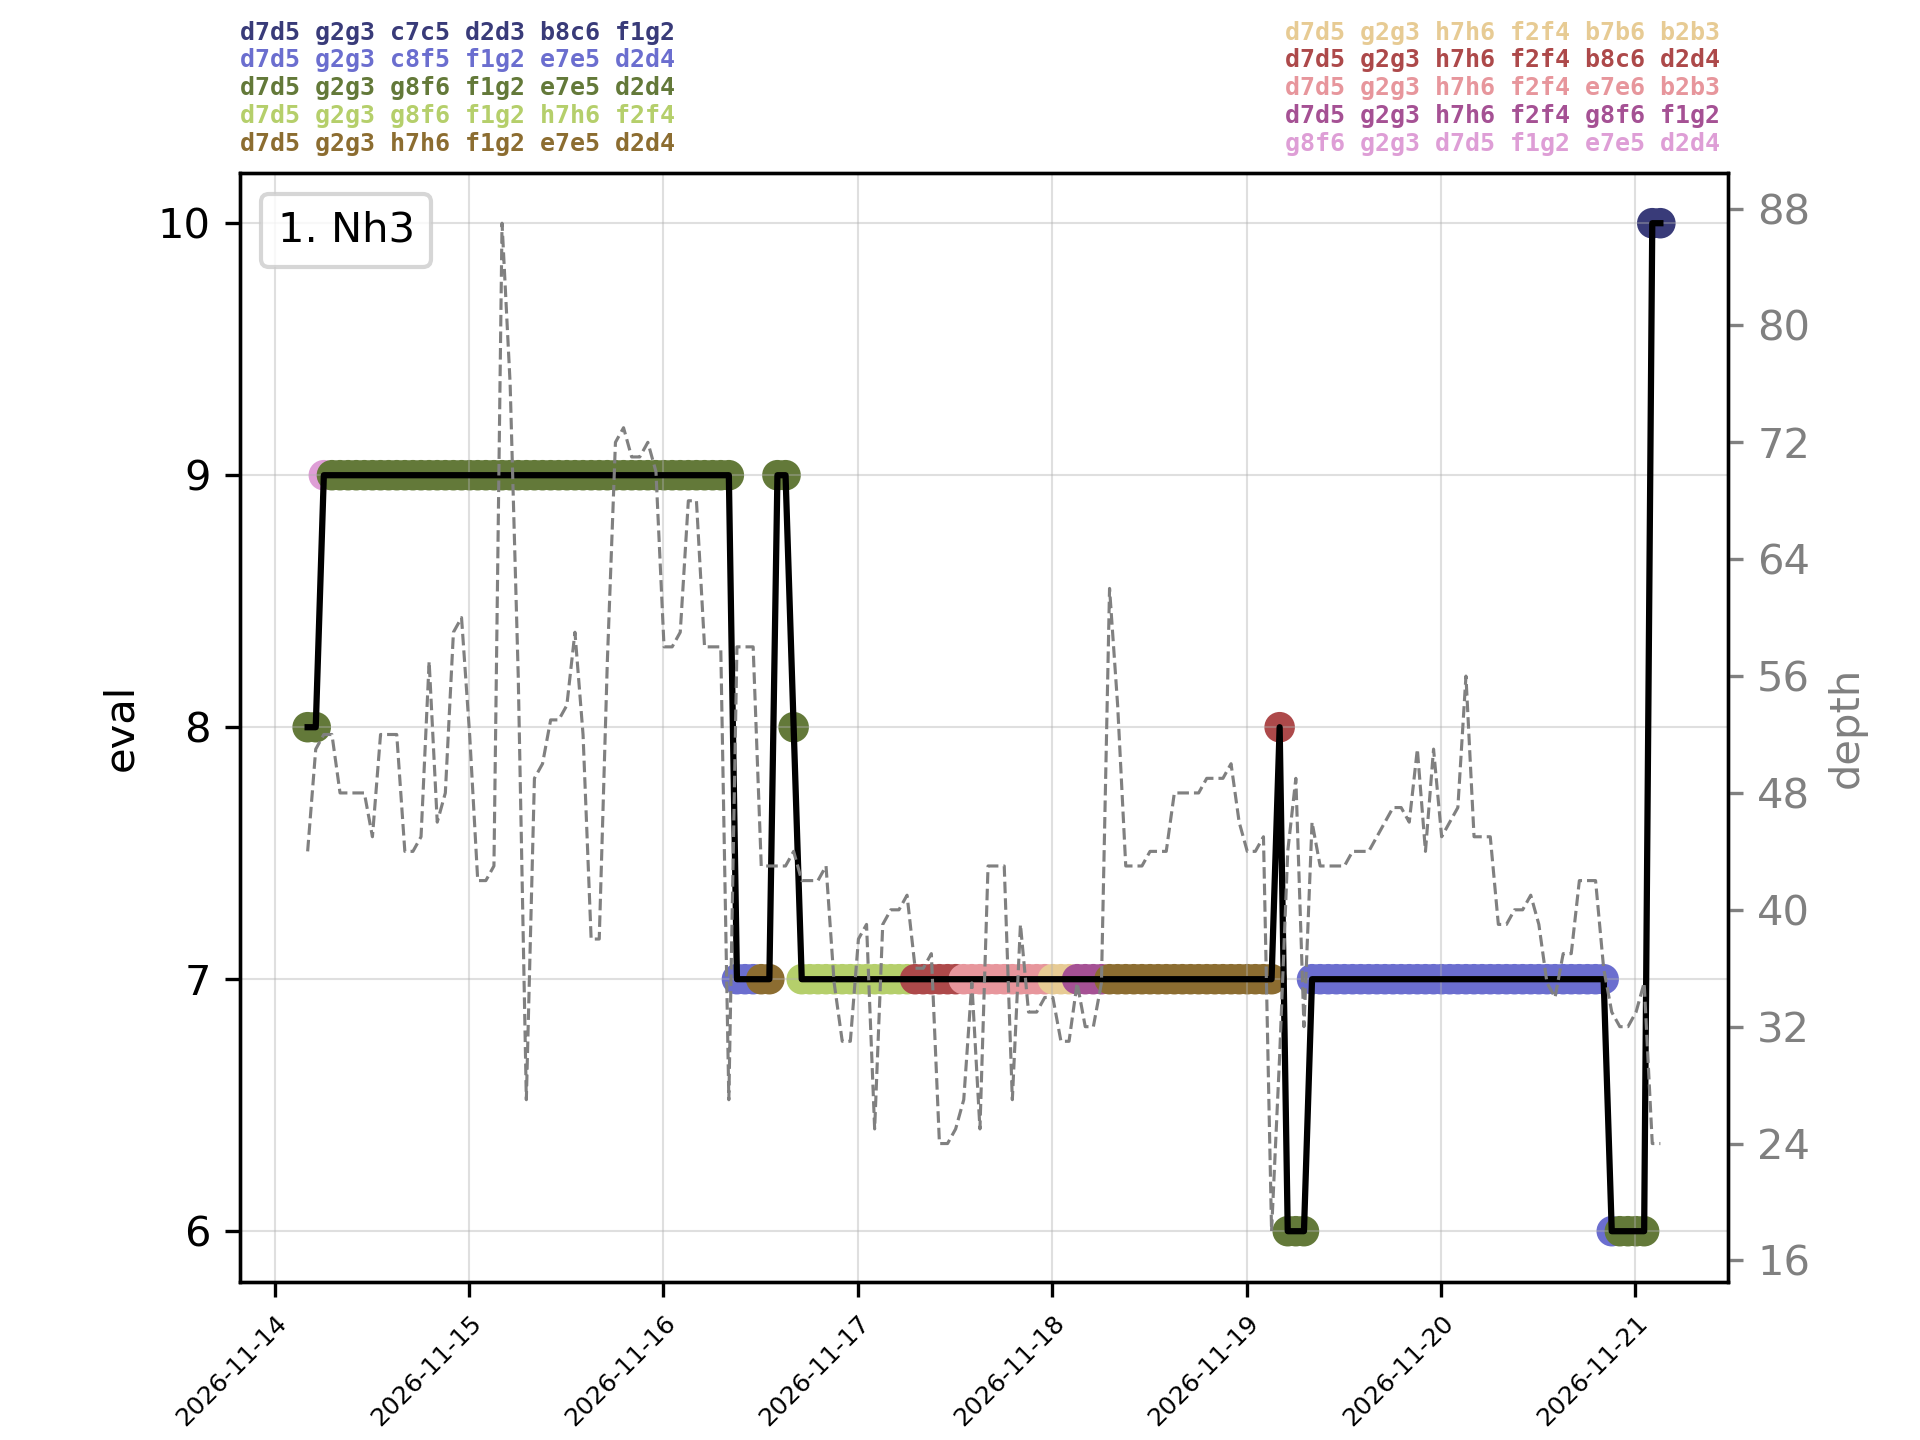 d7d5 g2g3 c7c5 d2d3 b8c6 f1g2
d7d5 g2g3 c8f5 f1g2 e7e5 d2d4
d7d5 g2g3 g8f6 f1g2 e7e5 d2d4
d7d5 g2g3 g8f6 f1g2 h7h6 f2f4
d7d5 g2g3 h7h6 f1g2 e7e5 d2d4
d7d5 g2g3 h7h6 f2f4 b7b6 b2b3
d7d5 g2g3 h7h6 f2f4 b8c6 d2d4
d7d5 g2g3 h7h6 f2f4 e7e6 b2b3
d7d5 g2g3 h7h6 f2f4 g8f6 f1g2
g8f6 g2g3 d7d5 f1g2 e7e5 d2d4
1. Nh3
eval
10
9
8
7
6
88
80
72
64
56
48
40
32
24
16
depth
2026-11-14
2026-11-15
2026-11-16
2026-11-17
2026-11-18
2026-11-19
2026-11-20
2026-11-21